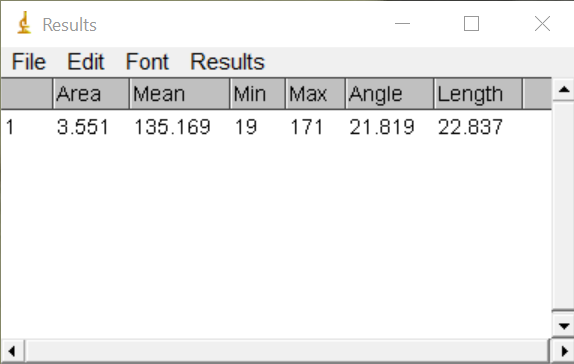 Results
File Edit Font Results
Area Mean Min Max Angle Length
1 3.551 135.169 19 171 21.819 22.837